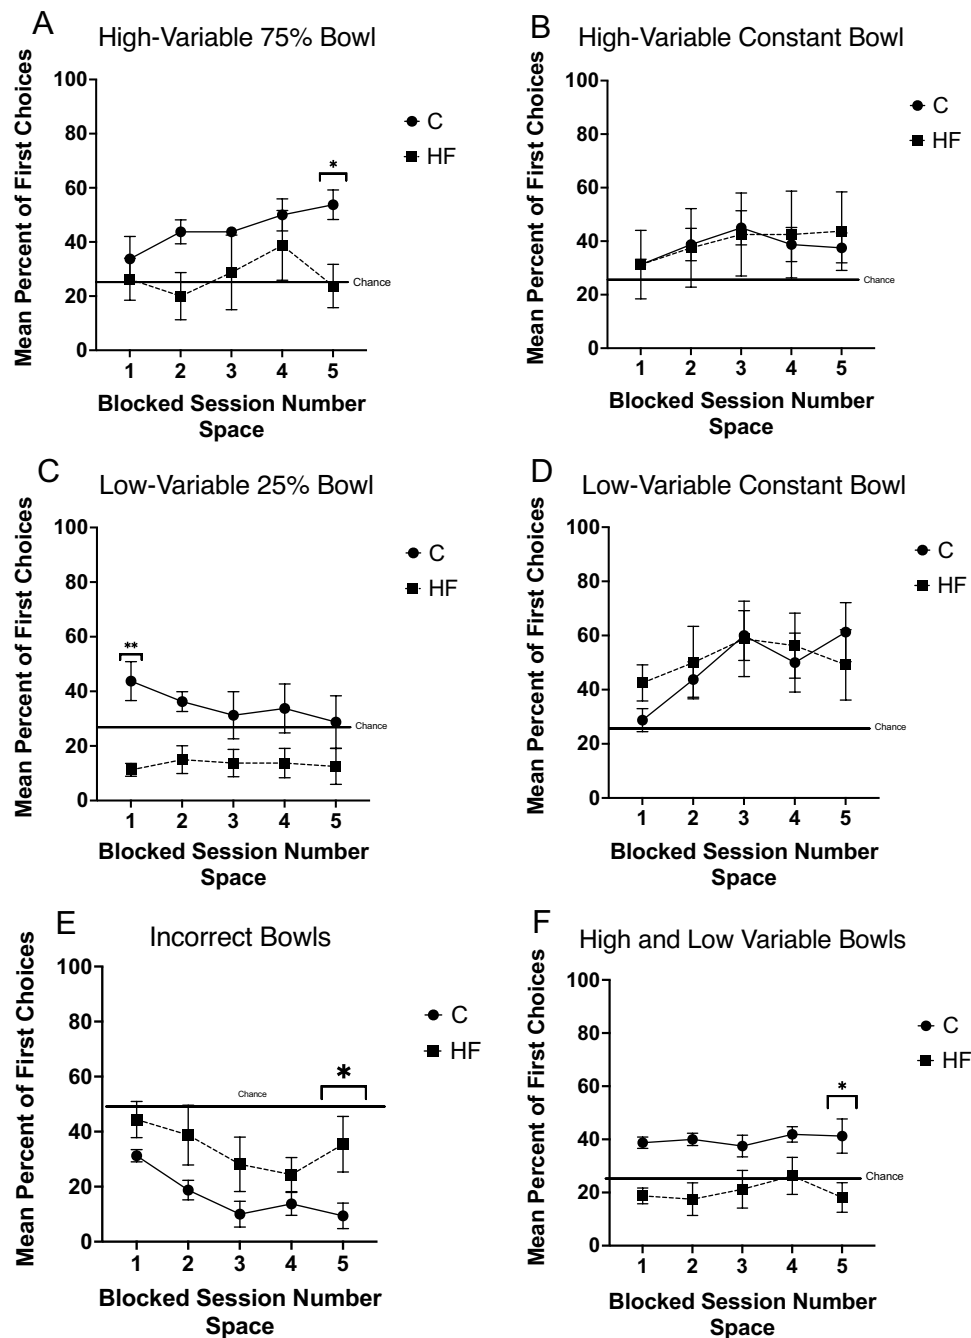 A
High-Variable 75% Bowl
Mean Percent of First Choices
100
80
60
40
20
0
C
HF
*
Chance
1 2 3 4 5
Blocked Session Number
Space
B
High-Variable Constant Bowl
Mean Percent of First Choices
100
80
60
40
20
0
C
HF
Chance
1 2 3 4 5
Blocked Session Number
Space
C
Low-Variable 25% Bowl
Mean Percent of First Choices
100
80
60
40
20
0
C
HF
**
Chance
1 2 3 4 5
Blocked Session Number
Space
D
Low-Variable Constant Bowl
Mean Percent of First Choices
100
80
60
40
20
0
C
HF
Chance
1 2 3 4 5
Blocked Session Number
Space
E
Incorrect Bowls
Mean Percent of First Choices
100
80
60
40
20
0
C
HF
*
Chance
1 2 3 4 5
Blocked Session Number
Space
F
High and Low Variable Bowls
Mean Percent of First Choices
100
80
60
40
20
0
C
HF
*
Chance
1 2 3 4 5
Blocked Session Number
Space